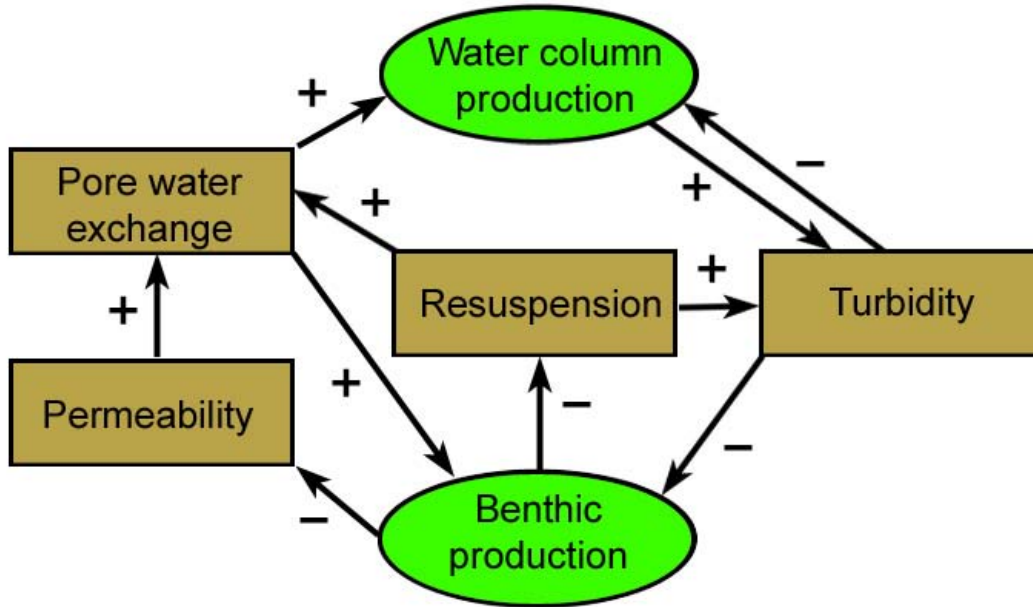 Water column
production
+
−
+
Pore water
exchange
+
Resuspension
+
Turbidity
+
Permeability
+
−
−
−
Benthic
production